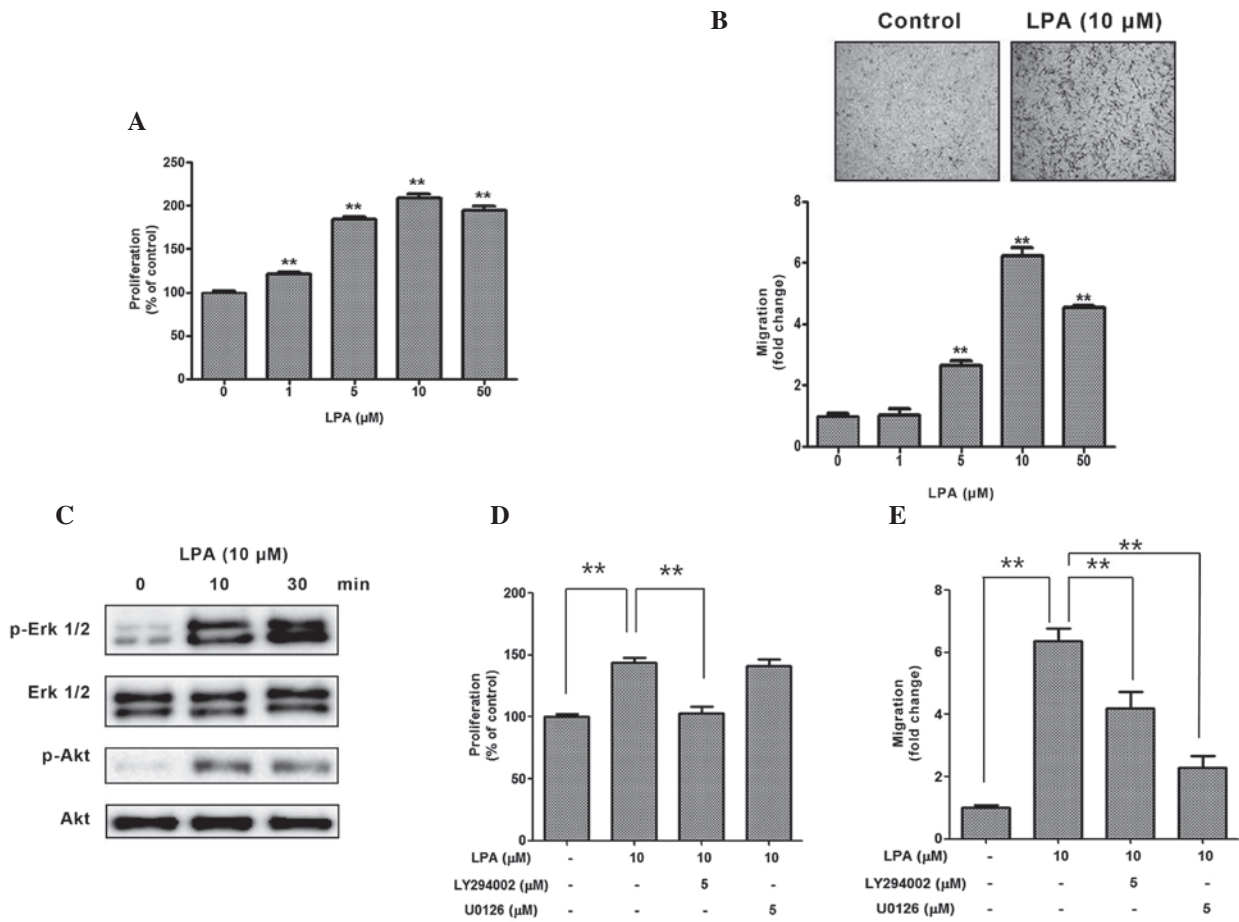 A
250
200
150
100
50
0
Proliferation
(% of control)
** ** ** **
0 1 5 10 50
LPA (µM)
B
Control LPA (10 µM)
8
6
4
2
0
Migration
(fold change)
** ** **
0 1 5 10 50
LPA (µM)
C
LPA (10 µM)
0 10 30 min
p-Erk 1/2
Erk 1/2
p-Akt
Akt
D
** **
200
150
100
50
0
Proliferation
(% of control)
LPA (µM) - 10 10 10
LY294002 (µM) - - 5 -
U0126 (µM) - - - 5
E
**
** **
8
6
4
2
0
Migration
(fold change)
LPA (µM) - 10 10 10
LY294002 (µM) - - 5 -
U0126 (µM) - - - 5